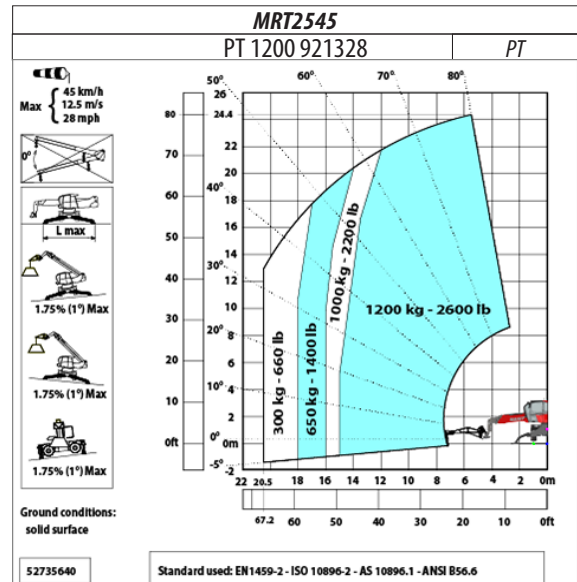 MRT2545
PT 1200 921328
PT
Max
45 km/h
12.5 m/s
28 mph
0°
L max
1.75% (1°) Max
1.75% (1°) Max
1.75% (1°) Max
Ground conditions:
solid surface
50°
60°
70°
80°
40°
30°
20°
10°
0°
-5°
80
70
60
50
40
30
20
10
0ft
26
24.4
22
20
18
16
14
12
10
8
6
4
2
0m
-2
300 kg - 660 lb
650 kg - 1400 lb
1000 kg - 2200 lb
1200 kg - 2600 lb
22 20.5 18 16 14 12 10 8 6 4 2 0m
67.2 60 50 40 30 20 10 0ft
52735640
Standard used: EN1459-2 - ISO 10896-2 - AS 10896.1 - ANSI B56.6